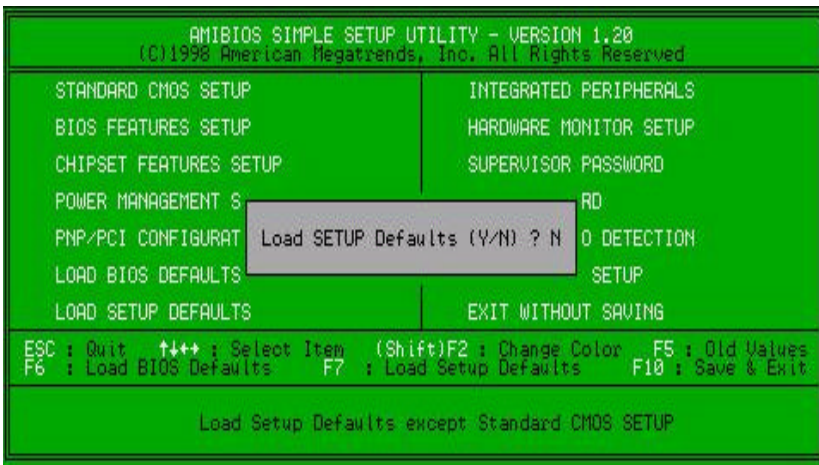 AMIBIOS SIMPLE SETUP UTILITY - VERSION 1.20
(C)1998 American Megatrends, Inc. All Rights Reserved
STANDARD CMOS SETUP
BIOS FEATURES SETUP
CHIPSET FEATURES SETUP
POWER MANAGEMENT S
PNP/PCI CONFIGURAT
LOAD BIOS DEFAULTS
LOAD SETUP DEFAULTS
INTEGRATED PERIPHERALS
HARDWARE MONITOR SETUP
SUPERVISOR PASSWORD
RD
O DETECTION
SETUP
EXIT WITHOUT SAVING
Load SETUP Defaults (Y/N) ? N
ESC : Quit ↑↓←→ : Select Item (Shift)F2 : Change Color F5 : Old Values
F6 : Load BIOS Defaults F7 : Load Setup Defaults F10 : Save & Exit
Load Setup Defaults except Standard CMOS SETUP